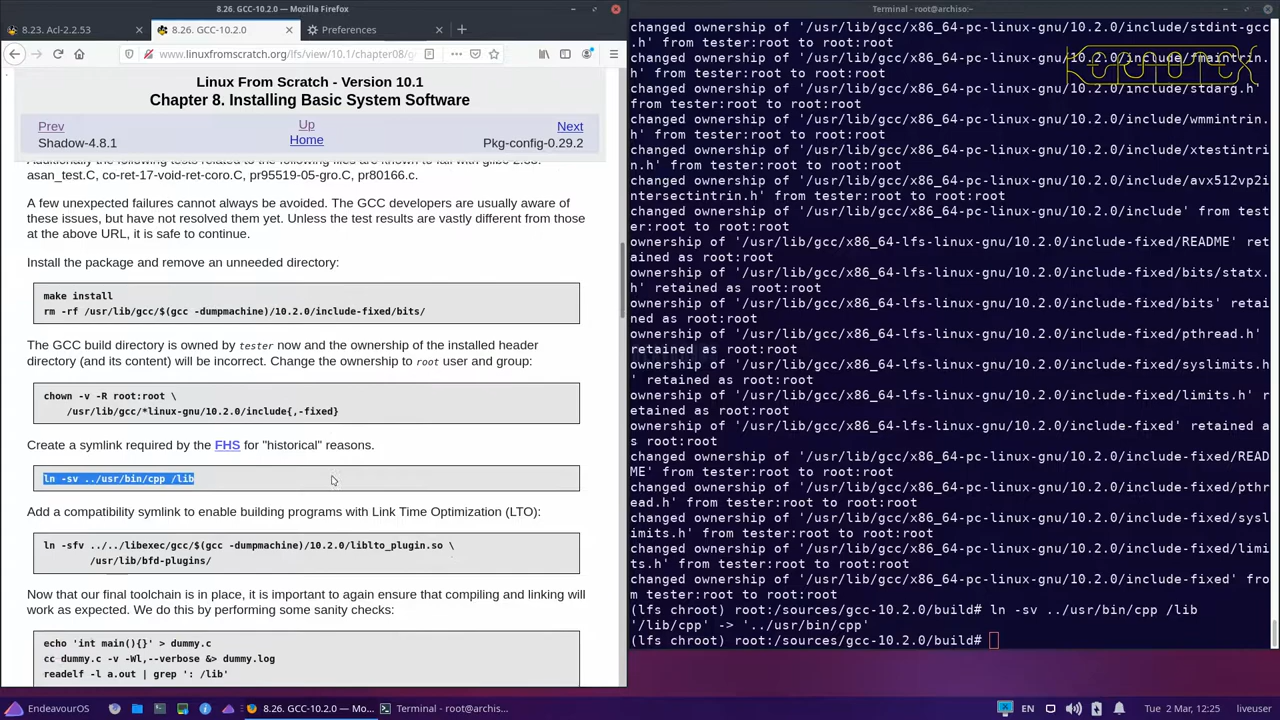 8.26. GCC-10.2.0 — Mozilla Firefox
8.23. Acl-2.2.53
8.26. GCC-10.2.0
Preferences
www.linuxfromscratch.org/lfs/view/10.1/chapter08/g
Linux From Scratch - Version 10.1
Chapter 8. Installing Basic System Software
Prev
Up
Next
Shadow-4.8.1
Home
Pkg-config-0.29.2
Additionally the following tests related to the following files are known to fail with glibc-2.33:
asan_test.C, co-ret-17-void-ret-coro.C, pr95519-05-gro.C, pr80166.c.
A few unexpected failures cannot always be avoided. The GCC developers are usually aware of
these issues, but have not resolved them yet. Unless the test results are vastly different from those
at the above URL, it is safe to continue.
Install the package and remove an unneeded directory:
make install
rm -rf /usr/lib/gcc/$(gcc -dumpmachine)/10.2.0/include-fixed/bits/
The GCC build directory is owned by tester now and the ownership of the installed header
directory (and its content) will be incorrect. Change the ownership to root user and group:
chown -v -R root:root \
/usr/lib/gcc/*linux-gnu/10.2.0/include{,-fixed}
Create a symlink required by the FHS for "historical" reasons.
ln -sv ../usr/bin/cpp /lib
Add a compatibility symlink to enable building programs with Link Time Optimization (LTO):
ln -sfv ../../libexec/gcc/$(gcc -dumpmachine)/10.2.0/liblto_plugin.so \
/usr/lib/bfd-plugins/
Now that our final toolchain is in place, it is important to again ensure that compiling and linking will
work as expected. We do this by performing some sanity checks:
echo 'int main(){}' > dummy.c
cc dummy.c -v -Wl,--verbose &> dummy.log
readelf -l a.out | grep ': /lib'
Terminal - root@archiso:~
changed ownership of '/usr/lib/gcc/x86_64-pc-linux-gnu/10.2.0/include/stdint-gcc
.h' from tester:root to root:root
changed ownership of '/usr/lib/gcc/x86_64-pc-linux-gnu/10.2.0/include/fmaintrin.
h' from tester:root to root:root
changed ownership of '/usr/lib/gcc/x86_64-pc-linux-gnu/10.2.0/include/stdarg.h'
from tester:root to root:root
changed ownership of '/usr/lib/gcc/x86_64-pc-linux-gnu/10.2.0/include/wmmintrin.
h' from tester:root to root:root
changed ownership of '/usr/lib/gcc/x86_64-pc-linux-gnu/10.2.0/include/xtestintri
n.h' from tester:root to root:root
changed ownership of '/usr/lib/gcc/x86_64-pc-linux-gnu/10.2.0/include/avx512vp2i
ntersectintrin.h' from tester:root to root:root
changed ownership of '/usr/lib/gcc/x86_64-pc-linux-gnu/10.2.0/include' from test
er:root to root:root
ownership of '/usr/lib/gcc/x86_64-lfs-linux-gnu/10.2.0/include-fixed/README' ret
ained as root:root
ownership of '/usr/lib/gcc/x86_64-lfs-linux-gnu/10.2.0/include-fixed/bits/statx.
h' retained as root:root
ownership of '/usr/lib/gcc/x86_64-lfs-linux-gnu/10.2.0/include-fixed/bits' retai
ned as root:root
ownership of '/usr/lib/gcc/x86_64-lfs-linux-gnu/10.2.0/include-fixed/pthread.h'
retained as root:root
ownership of '/usr/lib/gcc/x86_64-lfs-linux-gnu/10.2.0/include-fixed/syslimits.h
' retained as root:root
ownership of '/usr/lib/gcc/x86_64-lfs-linux-gnu/10.2.0/include-fixed/limits.h' r
etained as root:root
ownership of '/usr/lib/gcc/x86_64-lfs-linux-gnu/10.2.0/include-fixed' retained a
s root:root
changed ownership of '/usr/lib/gcc/x86_64-pc-linux-gnu/10.2.0/include-fixed/READ
ME' from tester:root to root:root
changed ownership of '/usr/lib/gcc/x86_64-pc-linux-gnu/10.2.0/include-fixed/pthr
ead.h' from tester:root to root:root
changed ownership of '/usr/lib/gcc/x86_64-pc-linux-gnu/10.2.0/include-fixed/sysl
imits.h' from tester:root to root:root
changed ownership of '/usr/lib/gcc/x86_64-pc-linux-gnu/10.2.0/include-fixed/limi
ts.h' from tester:root to root:root
changed ownership of '/usr/lib/gcc/x86_64-pc-linux-gnu/10.2.0/include-fixed' fro
m tester:root to root:root
(lfs chroot) root:/sources/gcc-10.2.0/build# ln -sv ../usr/bin/cpp /lib
'/lib/cpp' -> '../usr/bin/cpp'
(lfs chroot) root:/sources/gcc-10.2.0/build#
EndeavourOS
8.26. GCC-10.2.0 — Mo...
Terminal - root@archis...
EN
Tue 2 Mar, 12:25
liveuser